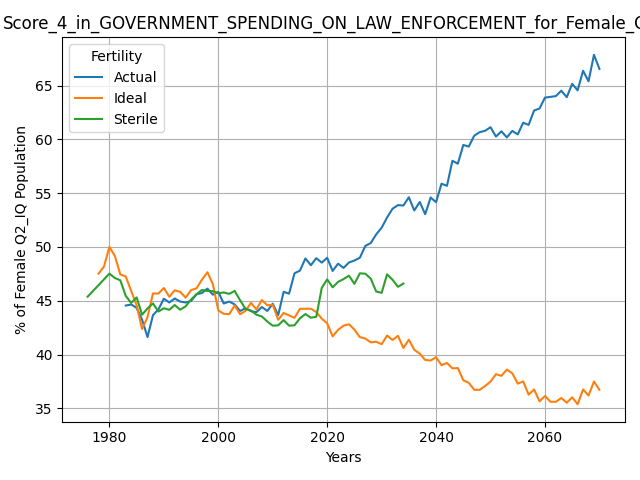 Score_4_in_GOVERNMENT_SPENDING_ON_LAW_ENFORCEMENT_for_Female_
Fertility
Actual
Ideal
Sterile
% of Female Q2_IQ Population
65
60
55
50
45
40
35
1980
2000
2020
2040
2060
Years